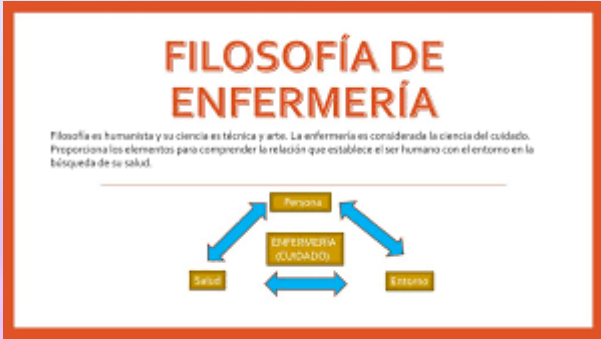 FILOSOFÍA DE
ENFERMERÍA
Filosofía es humanista y su ciencia es técnica y arte. La enfermería es considerada la ciencia del cuidado.
Proporciona los elementos para comprender la relación que establece el ser humano con el entorno en la
búsqueda de su salud.
Persona
ENFERMERÍA
(CUIDADO)
Salud
Entorno